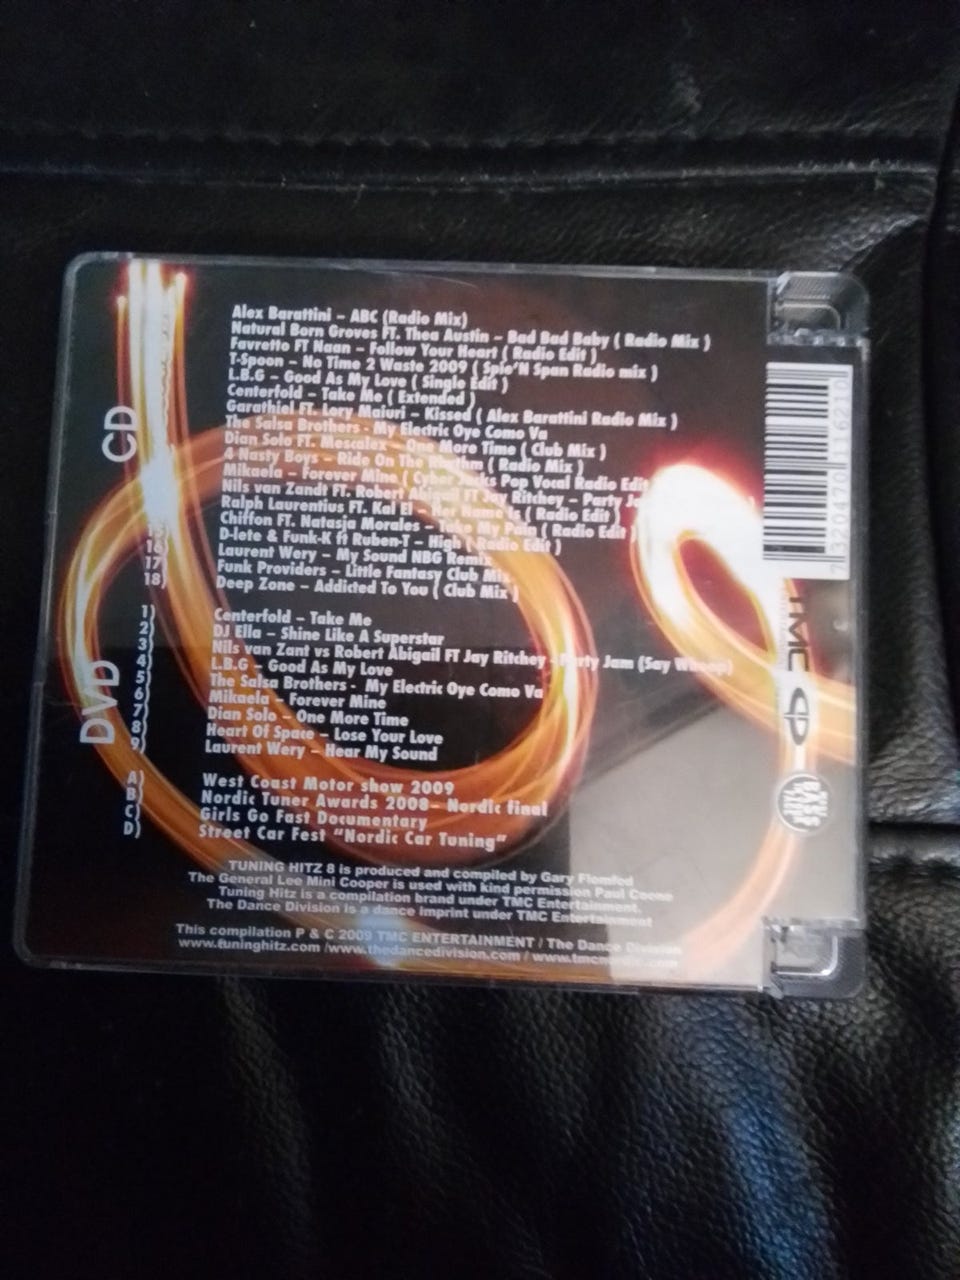 CD
Alex Barattini – ABC (Radio Mix)
Natural Born Groves FT. Thea Austin – Bad Bad Baby ( Radio Mix )
Favretto FT Naan – Follow Your Heart ( Radio Edit )
T-Spoon – No Time 2 Waste 2009 ( Spic'N Span Radio mix )
L.B.G – Good As My Love ( Single Edit )
Centerfold – Take Me ( Extended )
Garathiel FT. Lory Maiuri – Kissed ( Alex Barattini Radio Mix )
The Salsa Brothers - My Electric Oye Como Va
Dian Solo FT. Mescalex – One More Time ( Club Mix )
4 Nasty Boys – Ride On The Rhythm ( Radio Mix )
Mikaela – Forever Mine ( Cyber Jacks Pop Vocal Radio Edit
Nils van Zandt FT. Robert Abigail FT Jay Ritchey – Party
Ralph Laurentius FT. Kal El – Her Name Is ( Radio Edit )
Chiffon FT. Natasja Morales – Take My Pain ( Radio Edit )
D-lete & Funk-K ft Ruben-T – High ( Radio Edit )
16) Laurent Wery – My Sound NBG Remix
17) Funk Providers – Little Fantasy Club Mix
18) Deep Zone – Addicted To You ( Club Mix )
DVD
1) Centerfold – Take Me
2) DJ Ella – Shine Like A Superstar
3) Nils van Zant vs Robert Abigail FT Jay Ritchey - Party Jam (Say Whoop)
4) L.B.G – Good As My Love
5) The Salsa Brothers - My Electric Oye Como Va
6) Mikaela – Forever Mine
7) Dian Solo – One More Time
8) Heart Of Space – Lose Your Love
9) Laurent Wery – Hear My Sound
A) West Coast Motor show 2009
B) Nordic Tuner Awards 2008– Nordic final
C) Girls Go Fast Documentary
D) Street Car Fest "Nordic Car Tuning"
TUNING HITZ 8 is produced and compiled by Gary Flomfed
The General Lee Mini Cooper is used with kind permission Paul
Tuning Hitz is a compilation brand under TMC Entertainment.
The Dance Division is a dance imprint under TMC Entertainment
This compilation P & C 2009 TMC ENTERTAINMENT / The Dance Division
www.tuninghitz.com /www.thedancedivision.com / www.tmcnordic.com
7 320470 116210
TMC